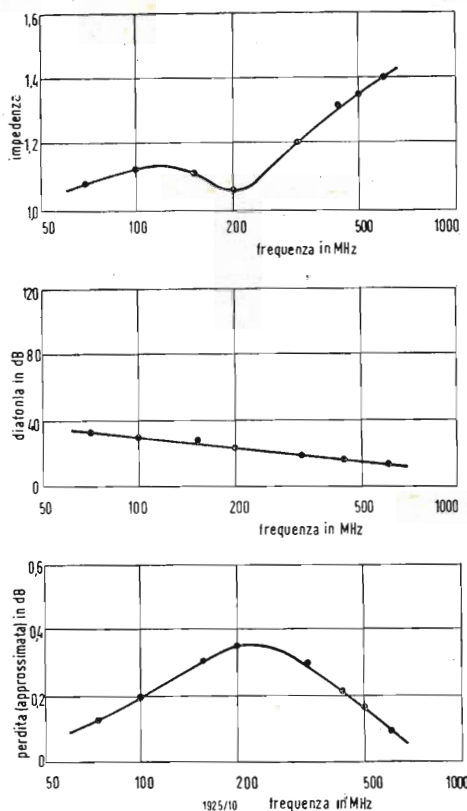 1,6
1,4
1,2
1,0
impedenza
50 100 200 500 1000
frequenza in MHz
120
80
40
0
diafonia in dB
50 100 200 500 1000
frequenza in MHz
0,6
0,4
0,2
0
perdita (approssimata) in dB
50 100 200 500 1000
1925/10 frequenza in MHz